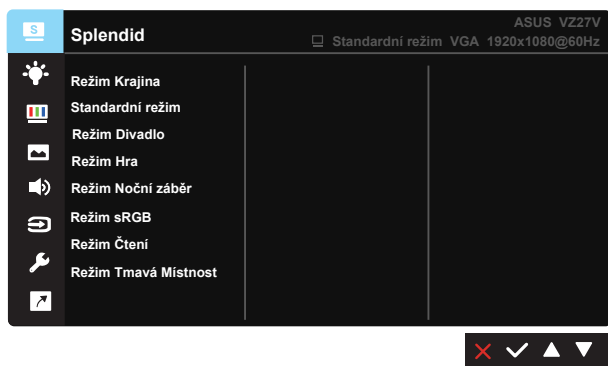 S
Splendid
ASUS VZ27V
Standardní režim VGA 1920x1080@60Hz
Režim Krajina
Standardní režim
Režim Divadlo
Režim Hra
Režim Noční záběr
Režim sRGB
Režim Čtení
Režim Tmavá Místnost